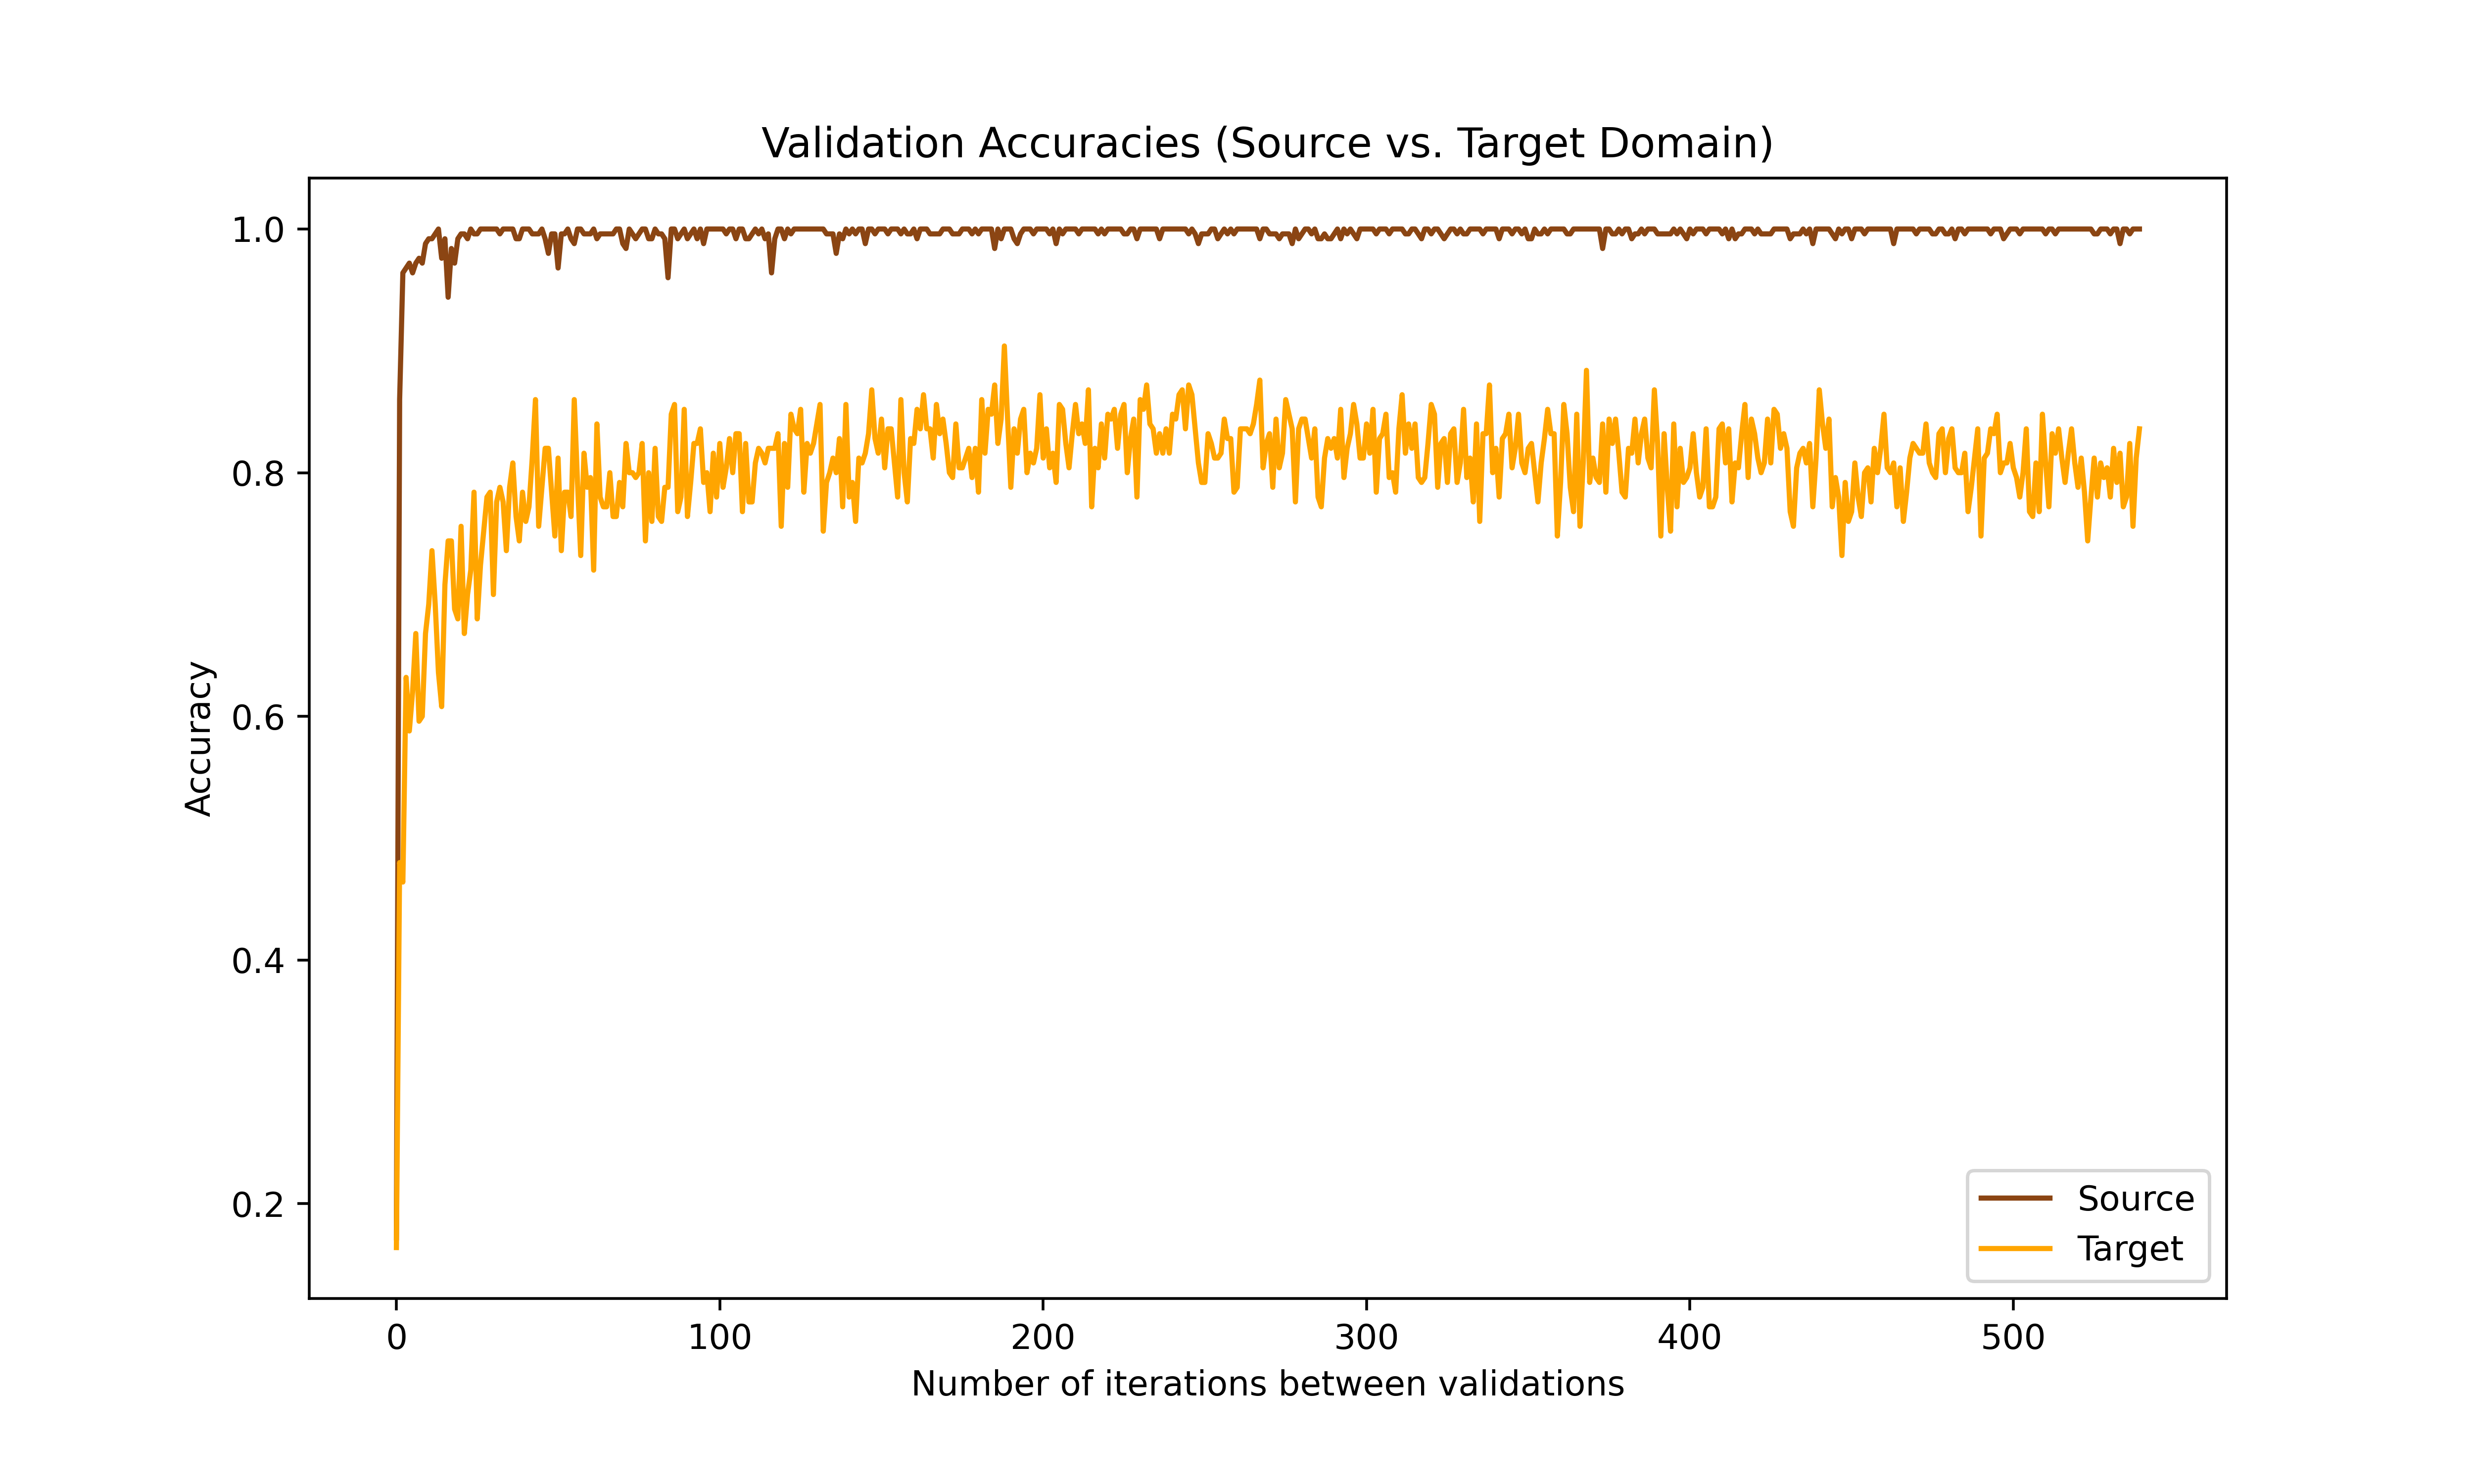 Validation Accuracies (Source vs. Target Domain)
1.0
0.8
0.6
0.4
0.2
Accuracy
0 100 200 300 400 500
Number of iterations between validations
Source
Target